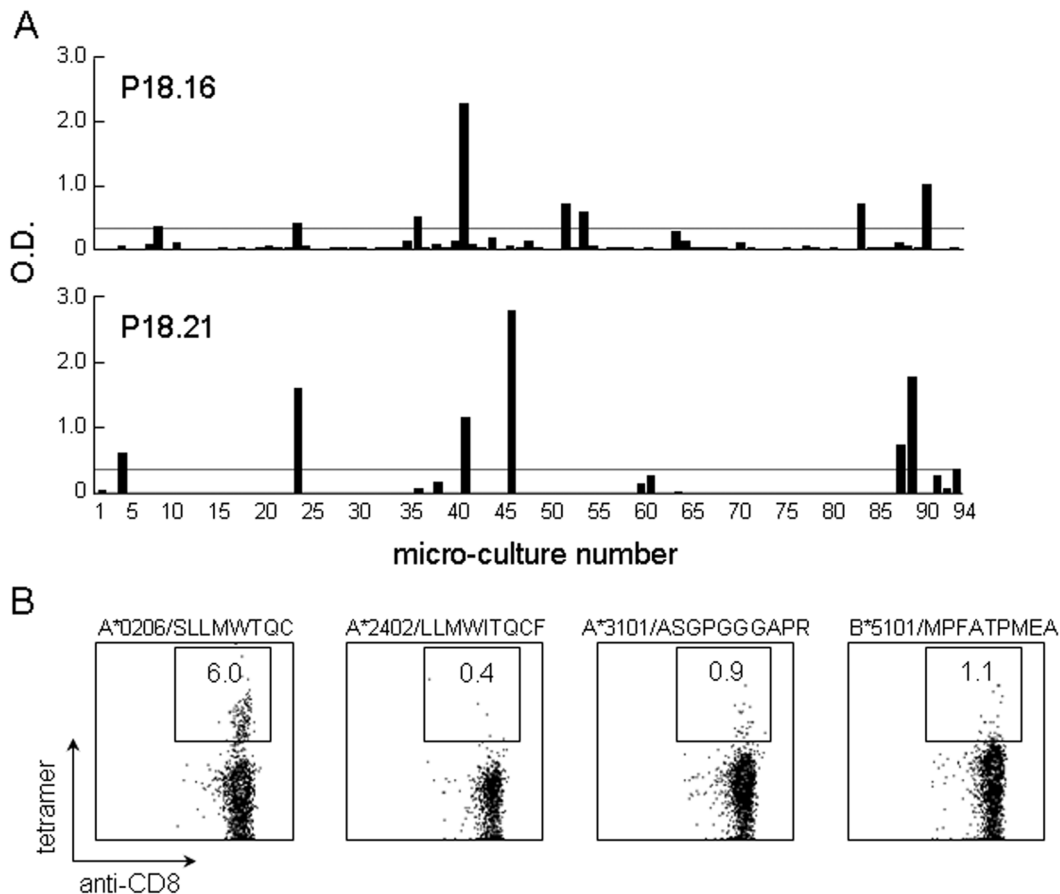 A
3.0
P18.16
2.0
1.0
0
O.D.
3.0
P18.21
2.0
1.0
0
1 5 10 15 20 25 30 35 40 45 50 55 60 65 70 75 80 85 90 94
micro-culture number
B
A*0206/SLLMWTQC A*2402/LLMWITQCF A*3101/ASGPGGGAPR B*5101/MPFATPMEA
6.0 0.4 0.9 1.1
tetramer
anti-CD8